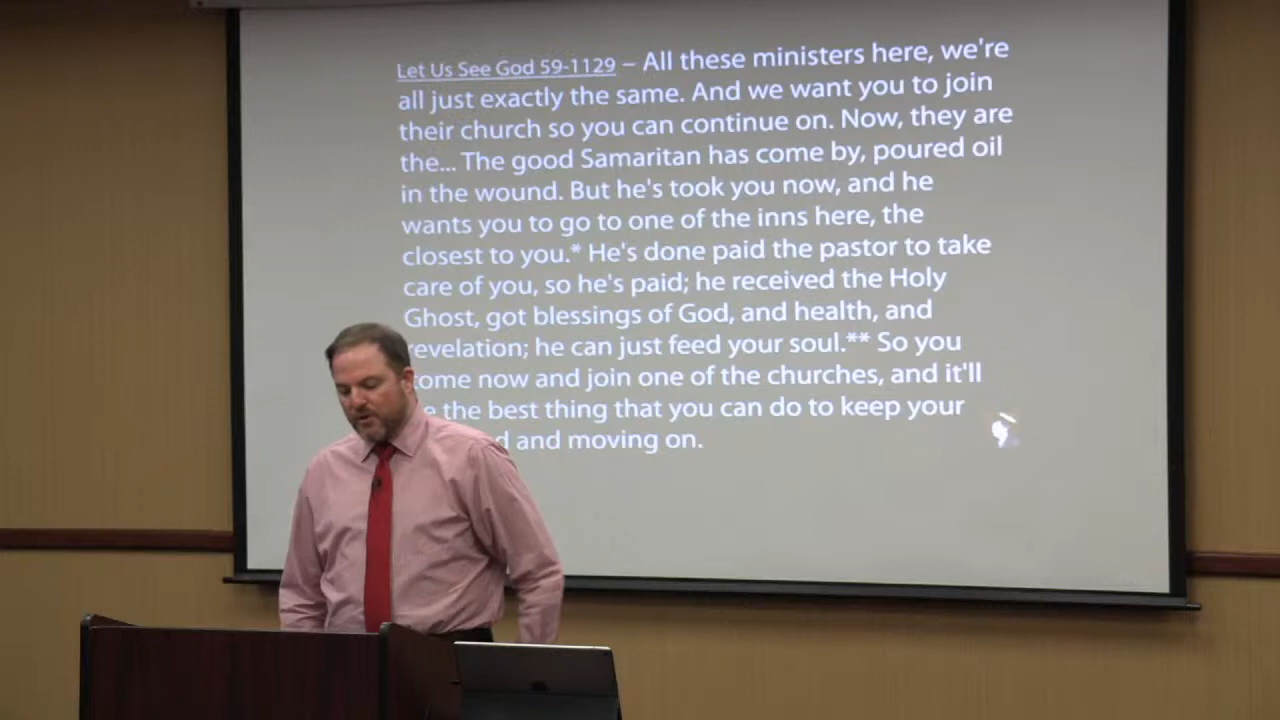 Let Us See God 59-1129 – All these ministers here, we're
all just exactly the same. And we want you to join
their church so you can continue on. Now, they are
the... The good Samaritan has come by, poured oil
in the wound. But he's took you now, and he
wants you to go to one of the inns here, the
closest to you.* He's done paid the pastor to take
care of you, so he's paid; he received the Holy
Ghost, got blessings of God, and health, and
revelation; he can just feed your soul.** So you
come now and join one of the churches, and it'll
the best thing that you can do to keep your
and moving on.